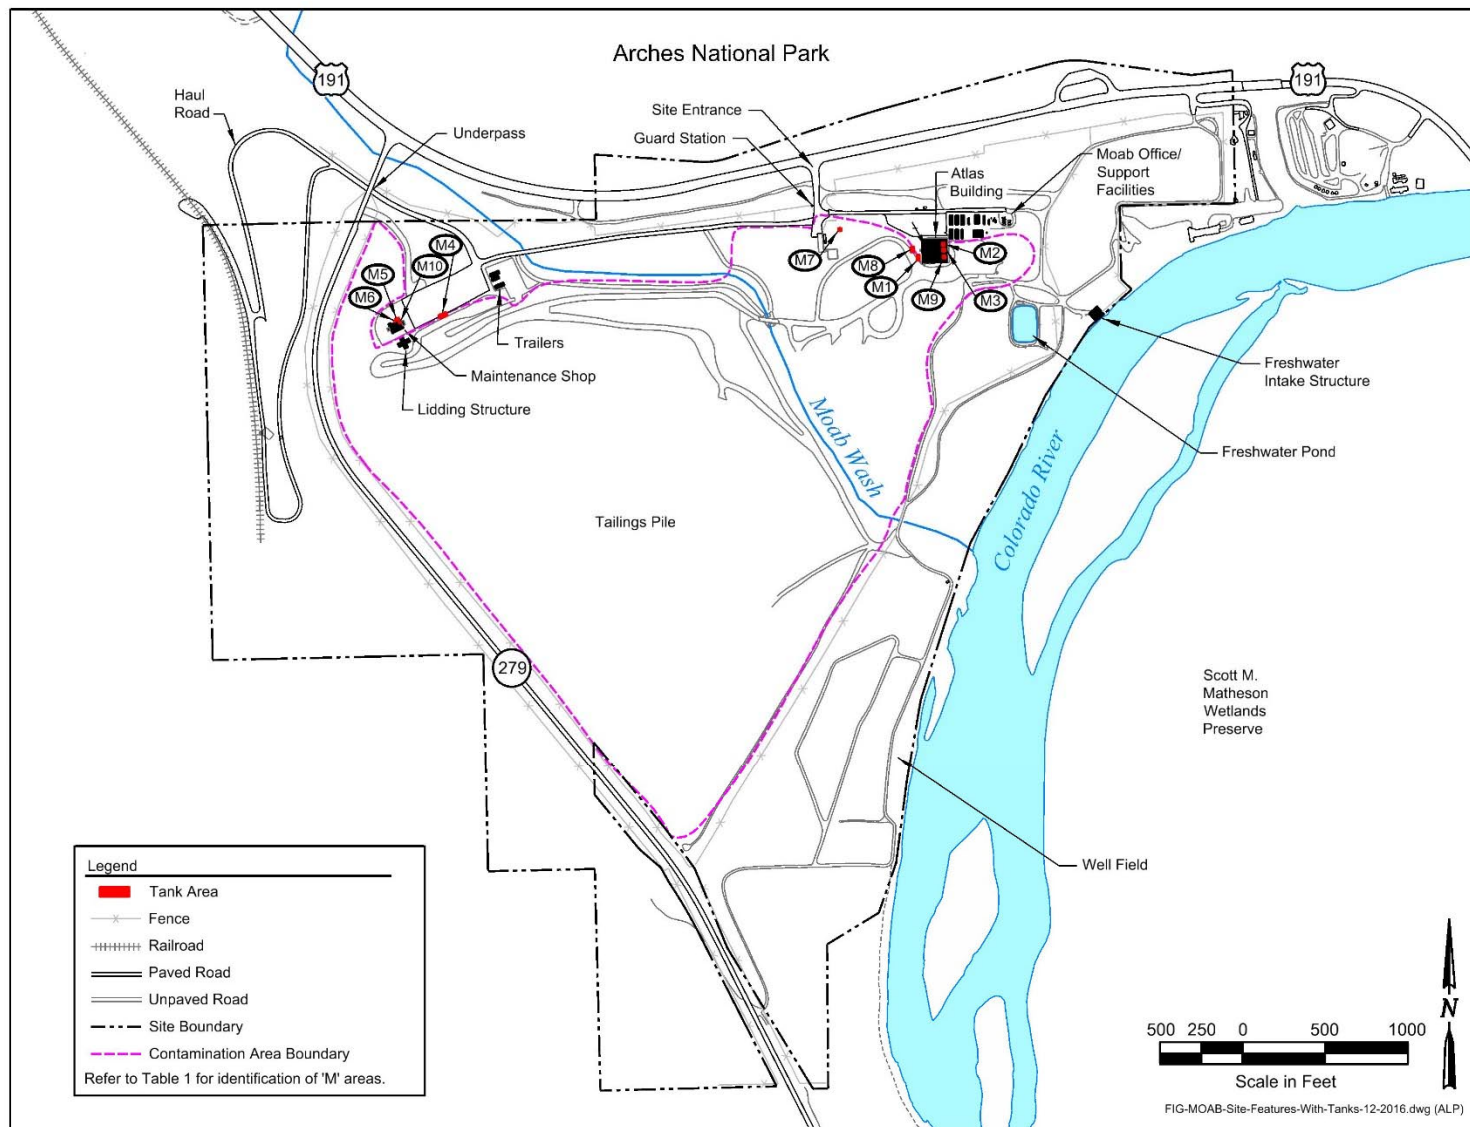 Arches National Park
191
191
Haul
Road
Underpass
Site Entrance
Guard Station
Atlas
Building
Moab Office/
Support
Facilities
M4
M10
M5
M6
M7
M8
M1
M2
M9
M3
Trailers
Maintenance Shop
Lidding Structure
Freshwater
Intake Structure
Freshwater Pond
Moab Wash
Colorado River
Tailings Pile
279
Scott M.
Matheson
Wetlands
Preserve
Well Field
Legend
Tank Area
Fence
Railroad
Paved Road
Unpaved Road
Site Boundary
Contamination Area Boundary
Refer to Table 1 for identification of 'M' areas.
N
500 250 0 500 1000
Scale in Feet
FIG-MOAB-Site-Features-With-Tanks-12-2016.dwg (ALP)